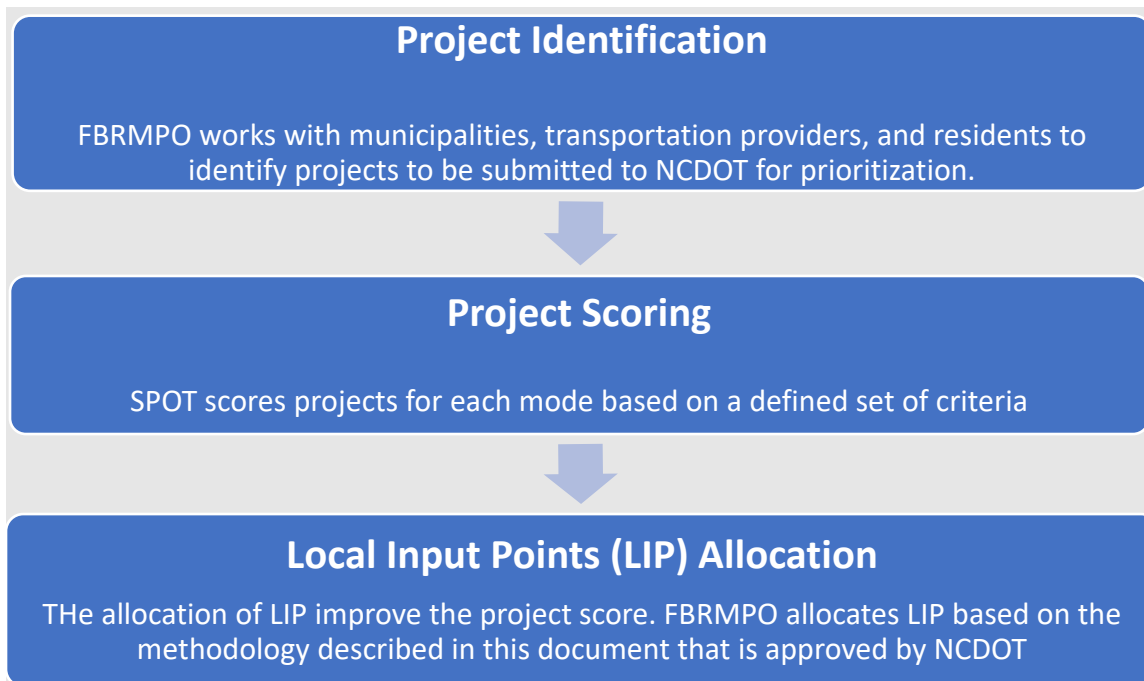 Project Identification
FBRMPO works with municipalities, transportation providers, and residents to
identify projects to be submitted to NCDOT for prioritization.
Project Scoring
SPOT scores projects for each mode based on a defined set of criteria
Local Input Points (LIP) Allocation
THe allocation of LIP improve the project score. FBRMPO allocates LIP based on the
methodology described in this document that is approved by NCDOT